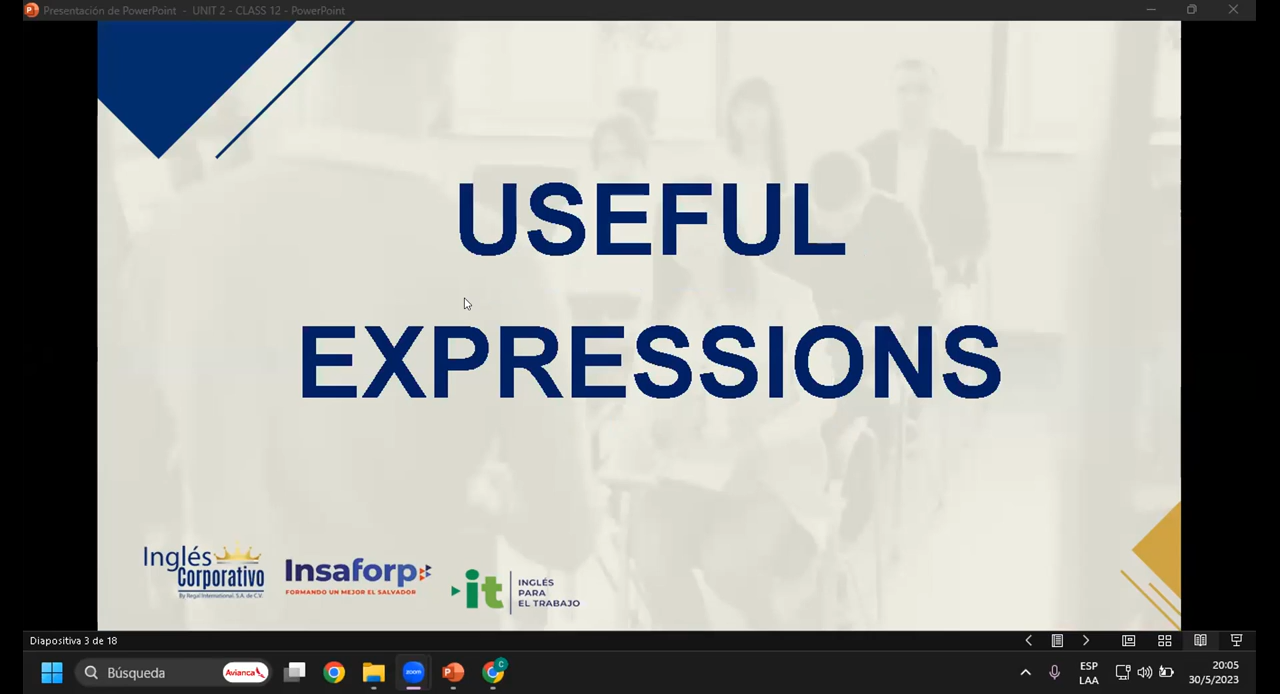 Presentación de PowerPoint - UNIT 2 - CLASS 12 - PowerPoint
USEFUL
EXPRESSIONS
Inglés
Corporativo
By Regal International, S.A. de C.V.
Insaforp
FORMANDO UN MEJOR EL SALVADOR
it
INGLÉS
PARA
EL TRABAJO
Diapositiva 3 de 18
Búsqueda
Avianca
zoom
P
C
ESP
LAA
20:05
30/5/2023